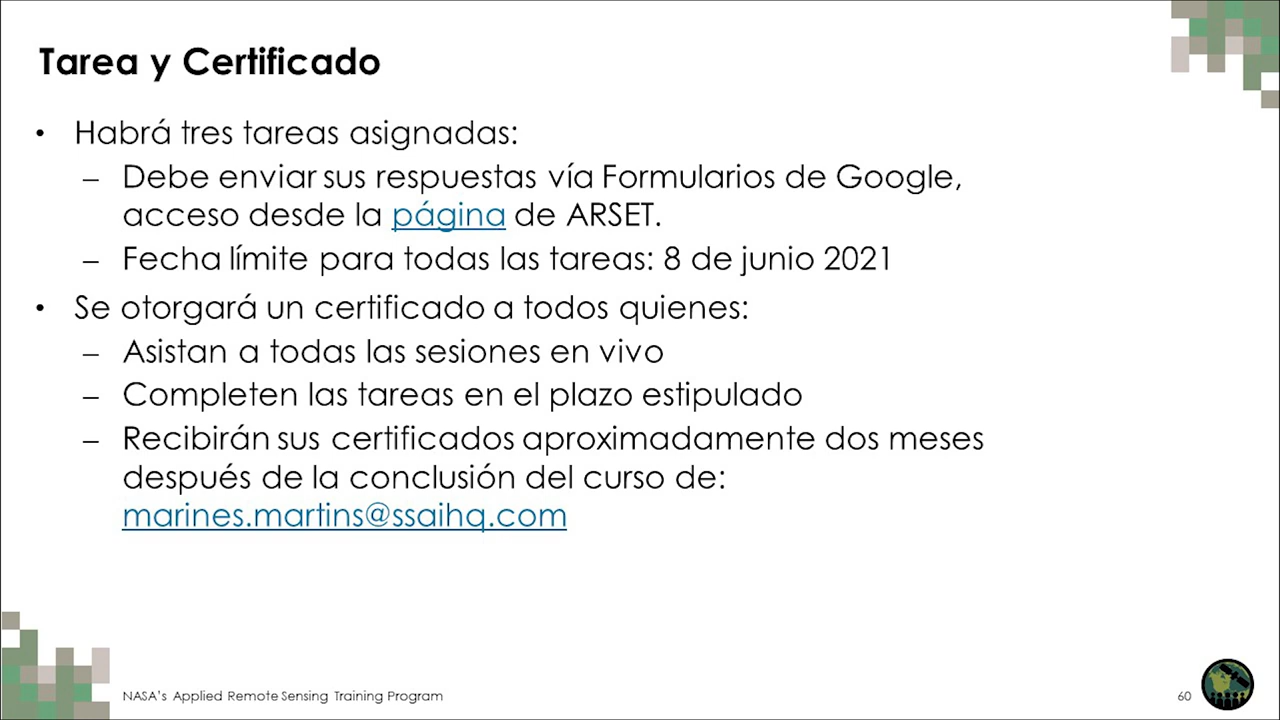 Tarea y Certificado
• Habrá tres tareas asignadas:
– Debe enviar sus respuestas vía Formularios de Google,
acceso desde la página de ARSET.
– Fecha límite para todas las tareas: 8 de junio 2021
• Se otorgará un certificado a todos quienes:
– Asistan a todas las sesiones en vivo
– Completen las tareas en el plazo estipulado
– Recibirán sus certificados aproximadamente dos meses
después de la conclusión del curso de:
marines.martins@ssaihq.com
NASA's Applied Remote Sensing Training Program
60